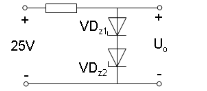 + +
VDz1
25V Uo
VDz2
- -